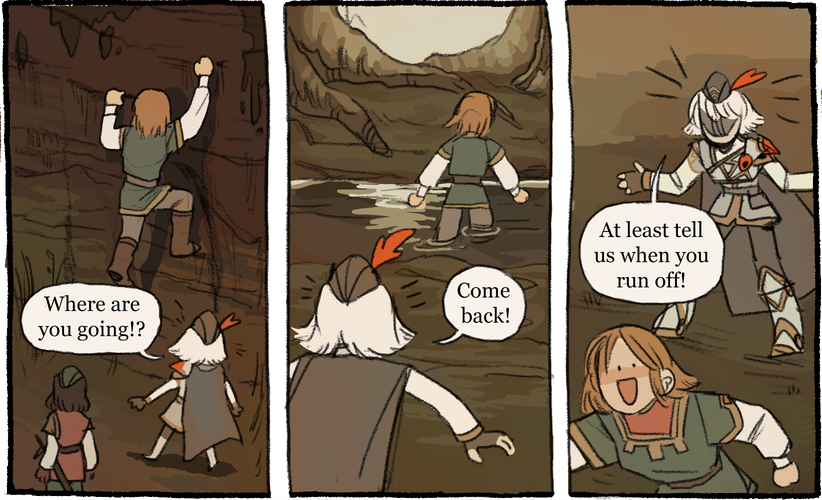 Where are
you going!?
Come
back!
At least tell
us when you
run off!